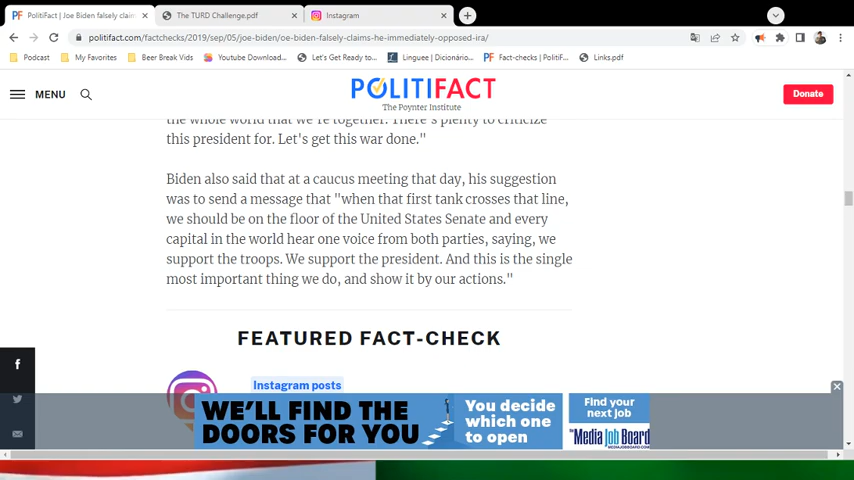 PolitiFact | Joe Biden falsely clain
The TURD Challenge.pdf
Instagram
politifact.com/factchecks/2019/sep/05/joe-biden/oe-biden-falsely-claims-he-immediately-opposed-ira/
Podcast
My Favorites
Beer Break Vids
Youtube Download...
Let's Get Ready to...
Linguee | Dicionário...
Fact-checks | PolitiF...
Links.pdf
MENU
POLITIFACT
The Poynter Institute
Donate
the whole world that we're together. There's plenty to criticize
this president for. Let's get this war done."
Biden also said that at a caucus meeting that day, his suggestion
was to send a message that "when that first tank crosses that line,
we should be on the floor of the United States Senate and every
capital in the world hear one voice from both parties, saying, we
support the troops. We support the president. And this is the single
most important thing we do, and show it by our actions."
FEATURED FACT-CHECK
Instagram posts
WE'LL FIND THE
DOORS FOR YOU
You decide
which one
to open
Find your
next job
Media Job Board